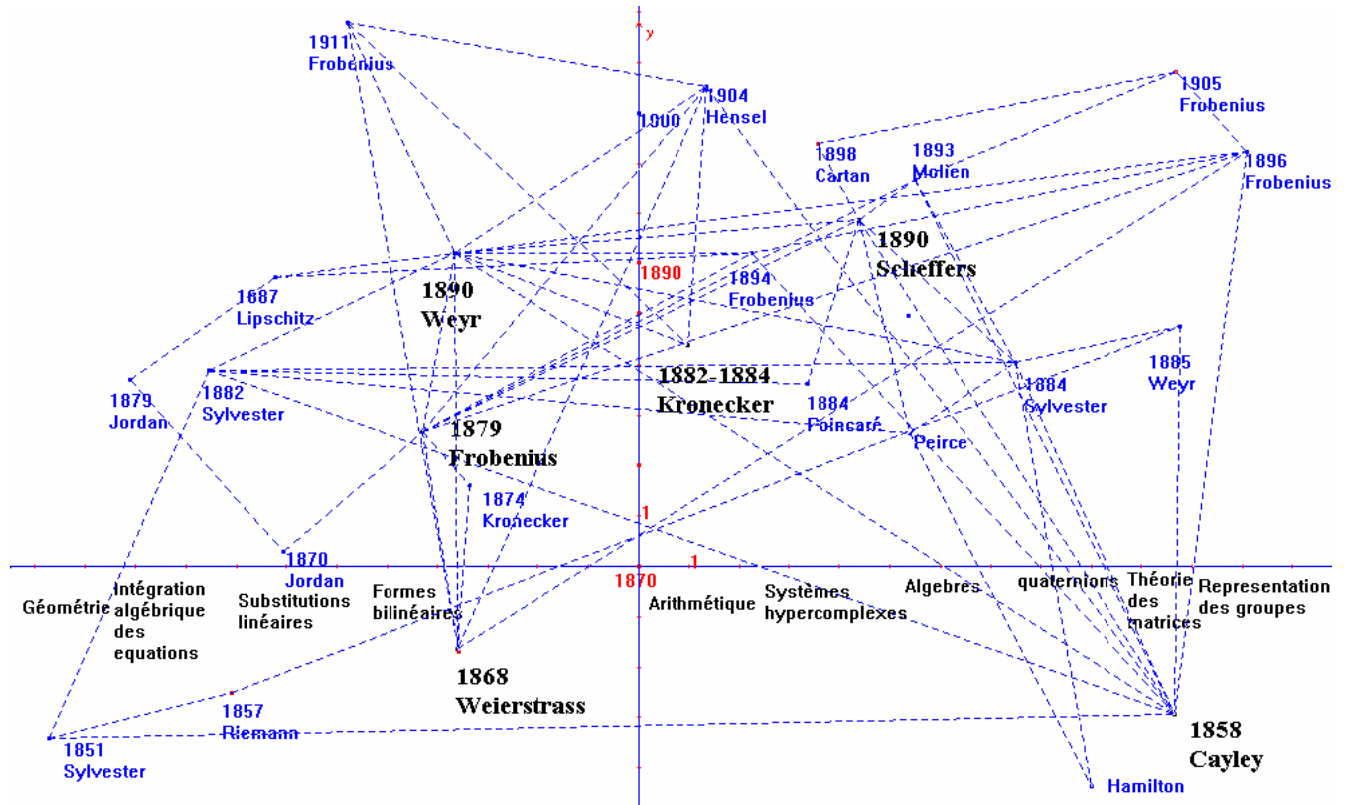 1911
Frobenius
y
1904
Hensel
1900
1905
Frobenius
1898
Cartan
1893
Molien
1896
Frobenius
1890
Scheffers
1890
1687
Lipschitz
1890
Weyr
1894
Frobenius
1882-1884
Kronecker
1885
Weyr
1879
Jordan
1882
Sylvester
1884
Poincaré
1884
Sylvester
1879
Frobenius
Peirce
1874
Kronecker
1
1870
Jordan
1870
1
Géométrie
Intégration
algébrique
des
equations
Substitutions
linéaires
Formes
bilinéaires
Arithmétique
Systèmes
hypercomplexes
Algebres
quaternions
Théorie
des
matrices
Representation
des groupes
1868
Weierstrass
1857
Riemann
1851
Sylvester
1858
Cayley
Hamilton